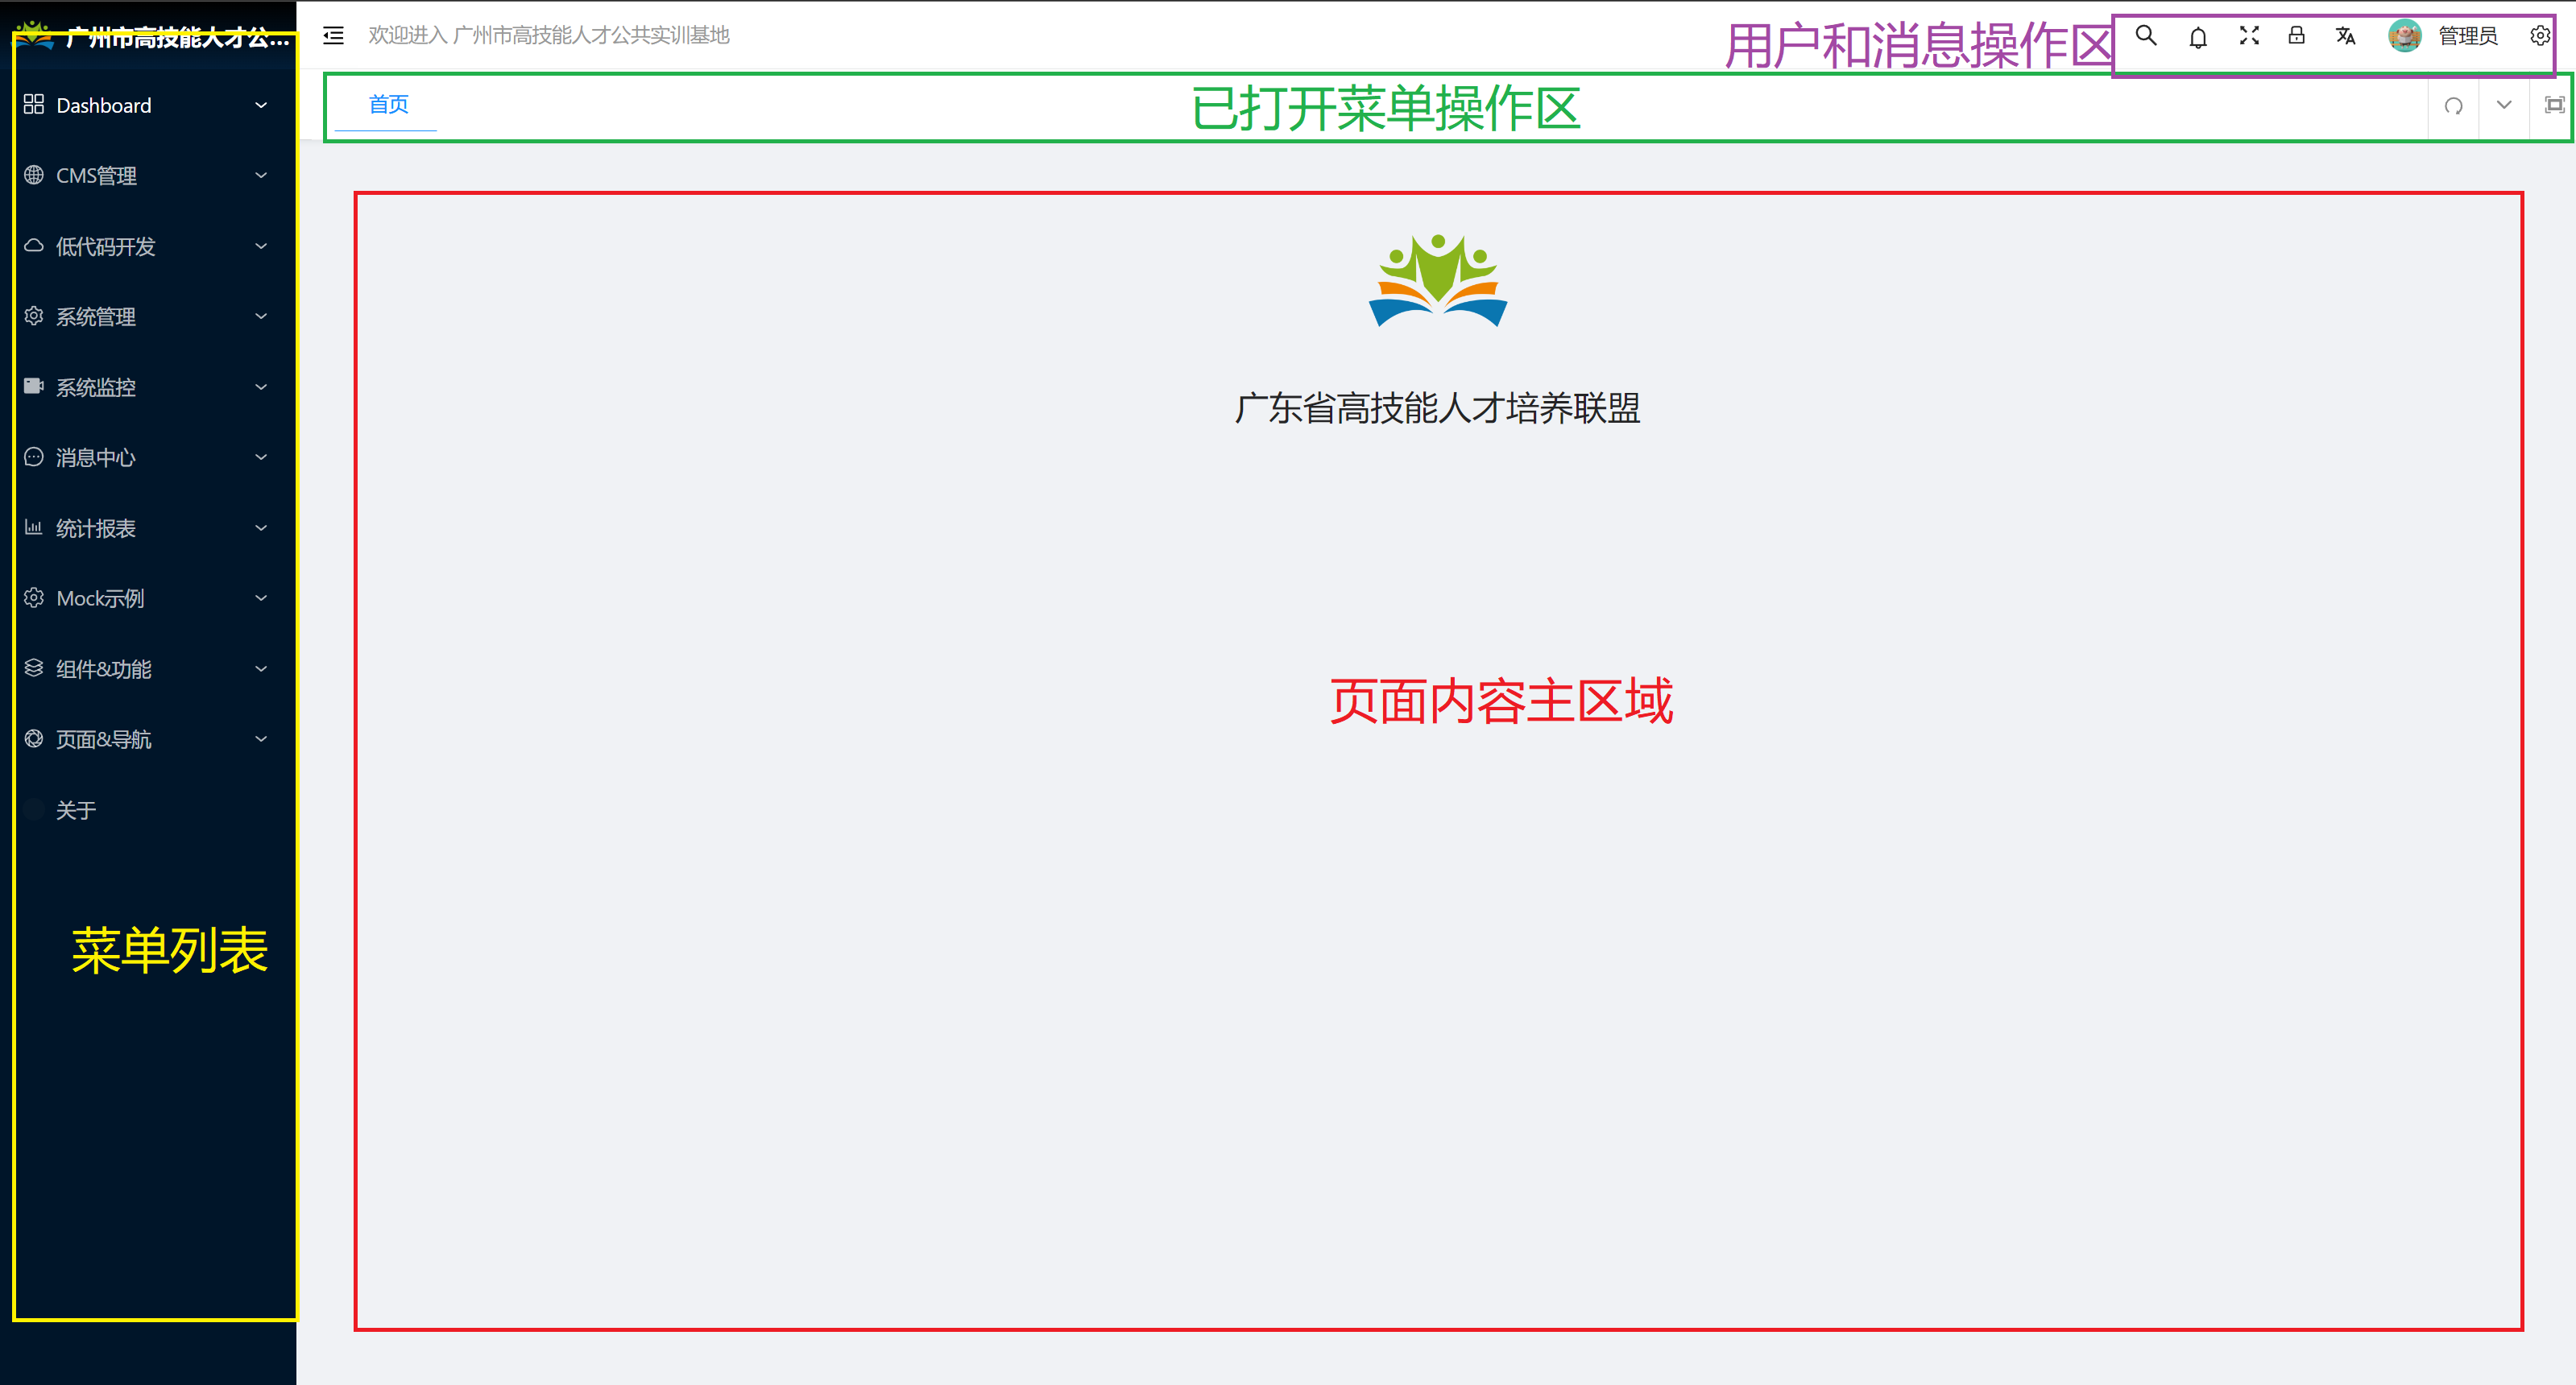 广州市高技能人才公...
欢迎进入 广州市高技能人才公共实训基地
用户和消息操作区
管理员
首页
已打开菜单操作区
Dashboard
CMS管理
低代码开发
系统管理
系统监控
消息中心
统计报表
Mock示例
组件&功能
页面&导航
关于
菜单列表
广东省高技能人才培养联盟
页面内容主区域